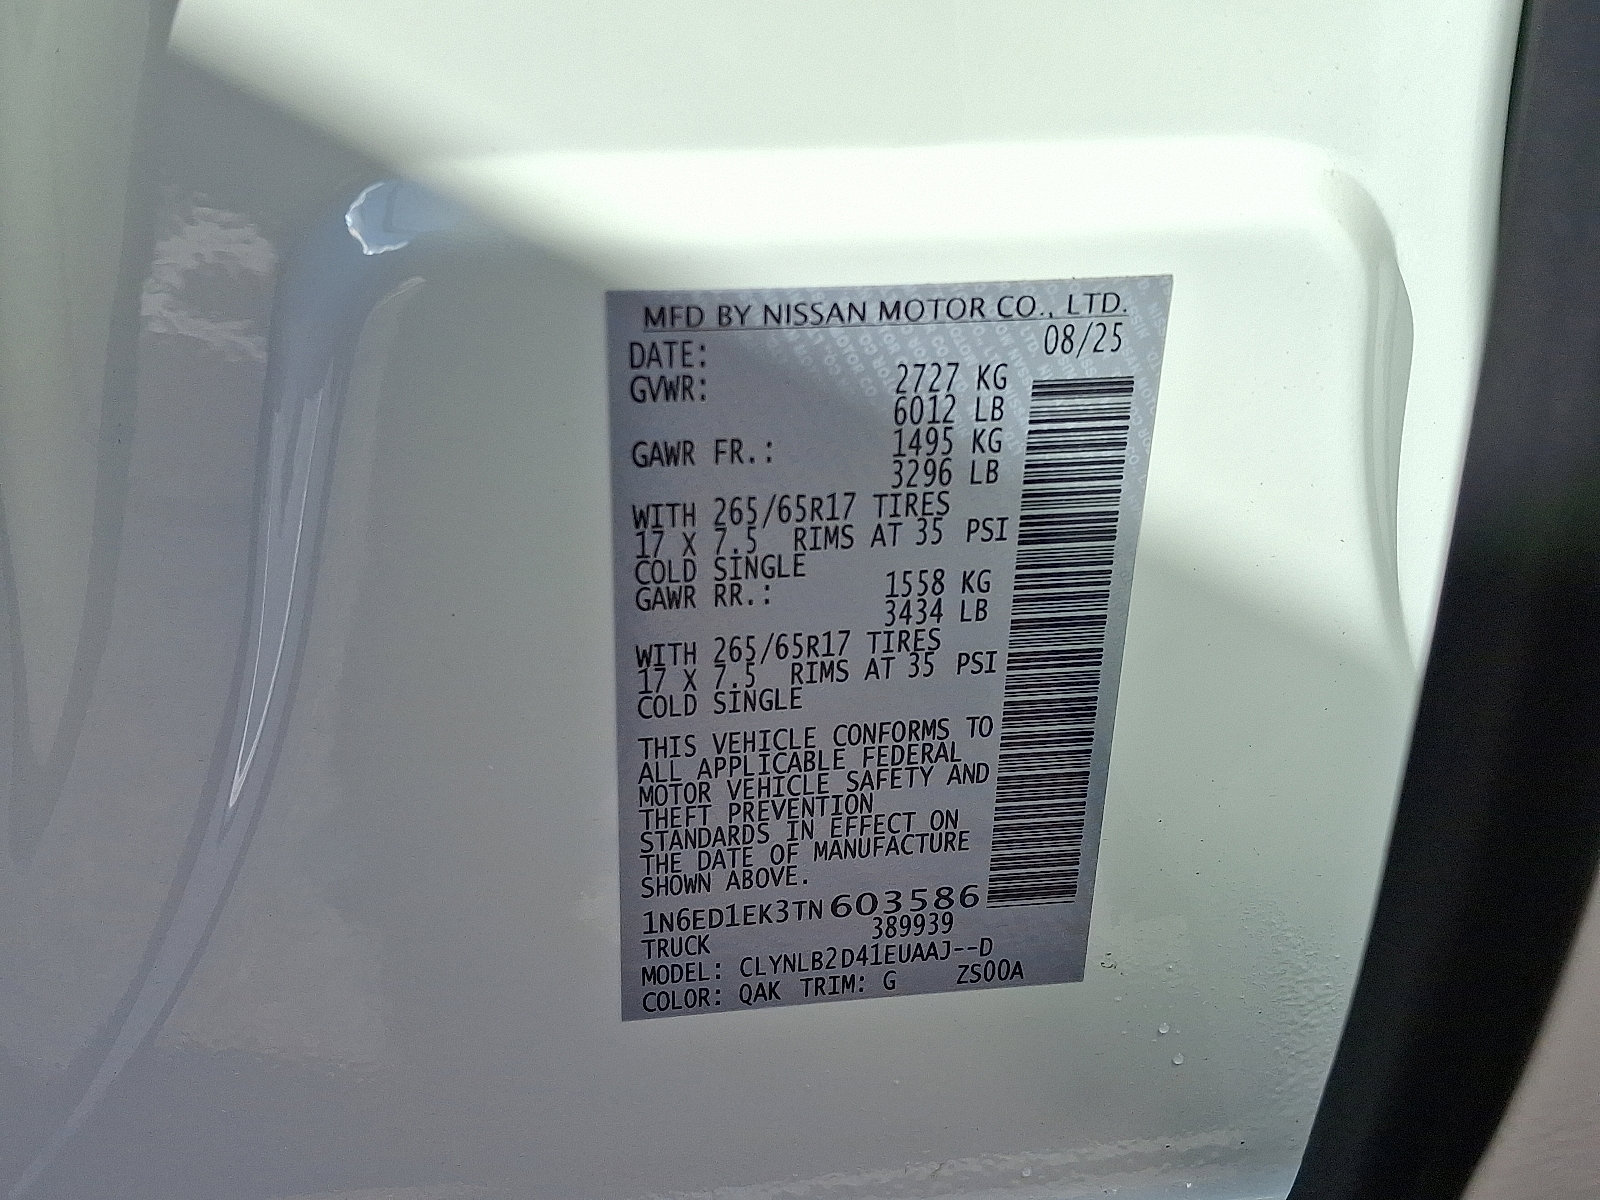 MFD BY NISSAN MOTOR CO., LTD.
DATE: 08/25
GVWR: 2727 KG
6012 LB
GAWR FR.: 1495 KG
3296 LB
WITH 265/65R17 TIRES
17 X 7.5 RIMS AT 35 PSI
COLD SINGLE
GAWR RR.: 1558 KG
3434 LB
WITH 265/65R17 TIRES
17 X 7.5 RIMS AT 35 PSI
COLD SINGLE
THIS VEHICLE CONFORMS TO
ALL APPLICABLE FEDERAL
MOTOR VEHICLE SAFETY AND
THEFT PREVENTION
STANDARDS IN EFFECT ON
THE DATE OF MANUFACTURE
SHOWN ABOVE.
1N6ED1EK3TN603586
389939
TRUCK
MODEL: CLYNLB2D41EUAAJ--D
COLOR: QAK TRIM: G ZS00A